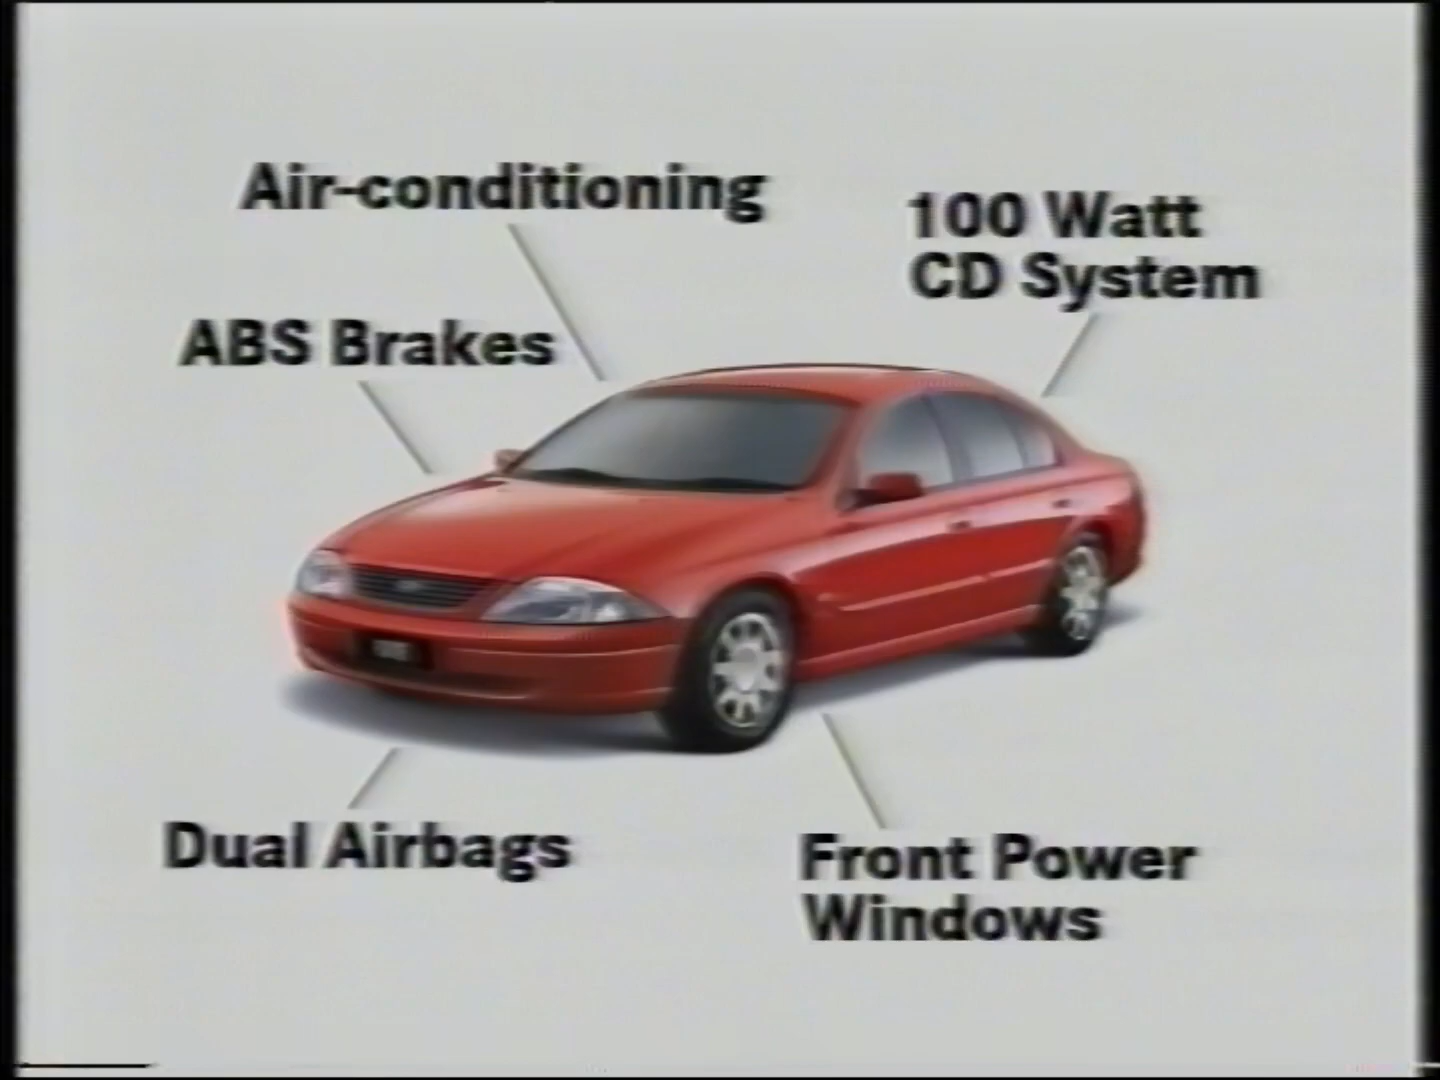 Air-conditioning
100 Watt
CD System
ABS Brakes
Dual Airbags
Front Power
Windows